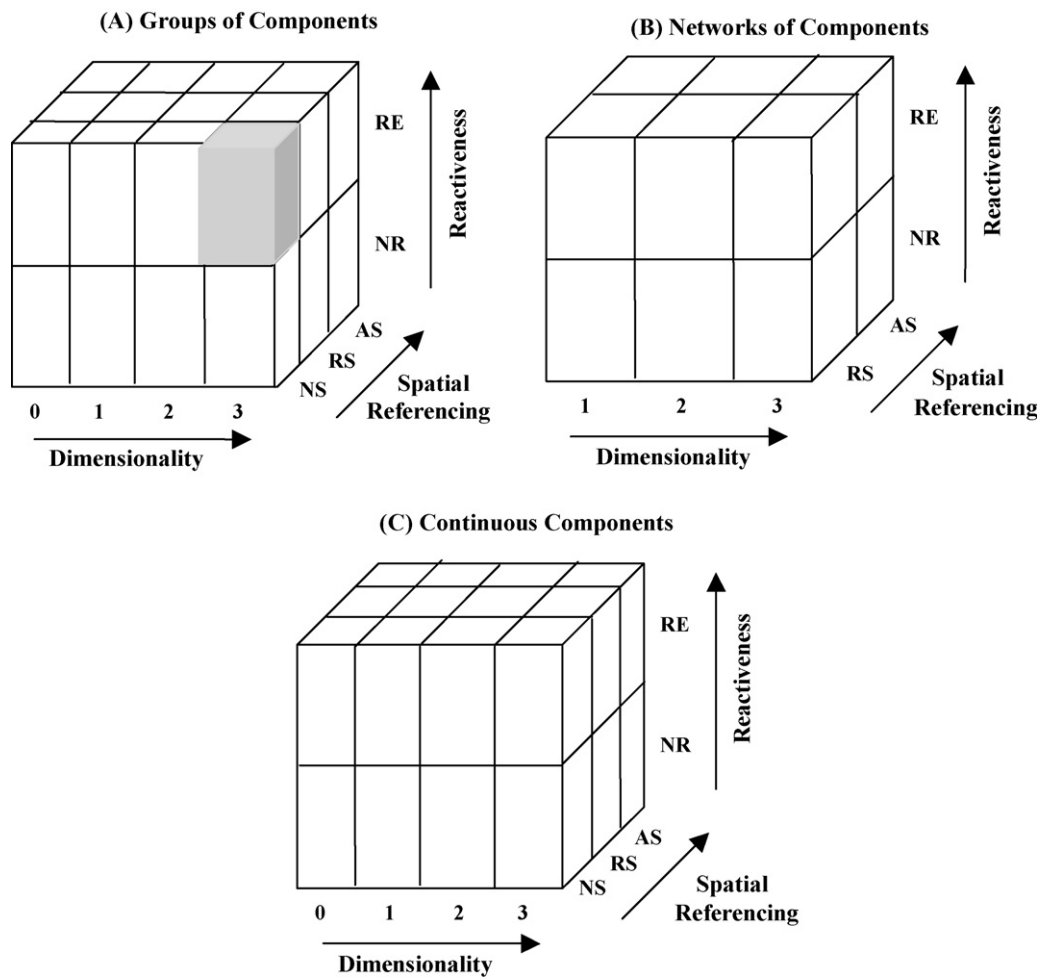 (A) Groups of Components
RE
NR
Reactiveness
AS
RS
NS
Spatial
Referencing
0 1 2 3
Dimensionality
(B) Networks of Components
RE
NR
Reactiveness
AS
RS
Spatial
Referencing
1 2 3
Dimensionality
(C) Continuous Components
RE
NR
Reactiveness
AS
RS
NS
Spatial
Referencing
0 1 2 3
Dimensionality